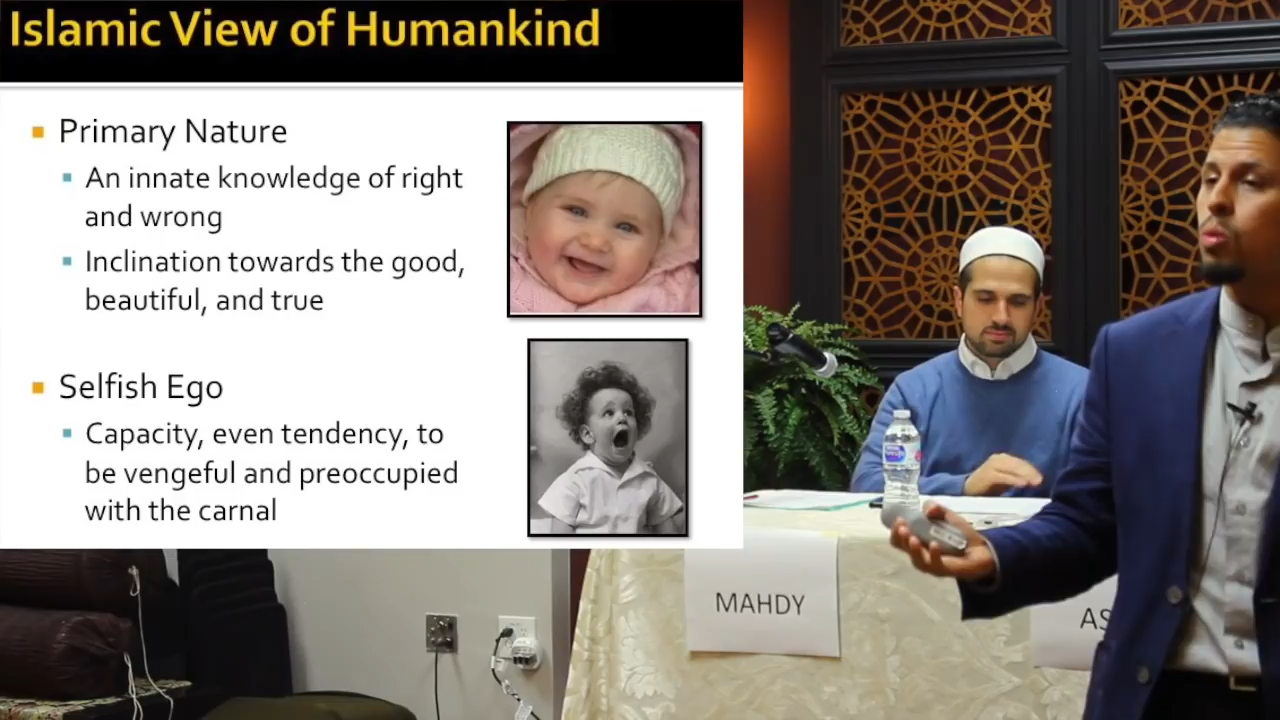 Islamic View of Humankind
Primary Nature
An innate knowledge of right
and wrong
Inclination towards the good,
beautiful, and true
Selfish Ego
Capacity, even tendency, to
be vengeful and preoccupied
with the carnal
MAHDY
AS